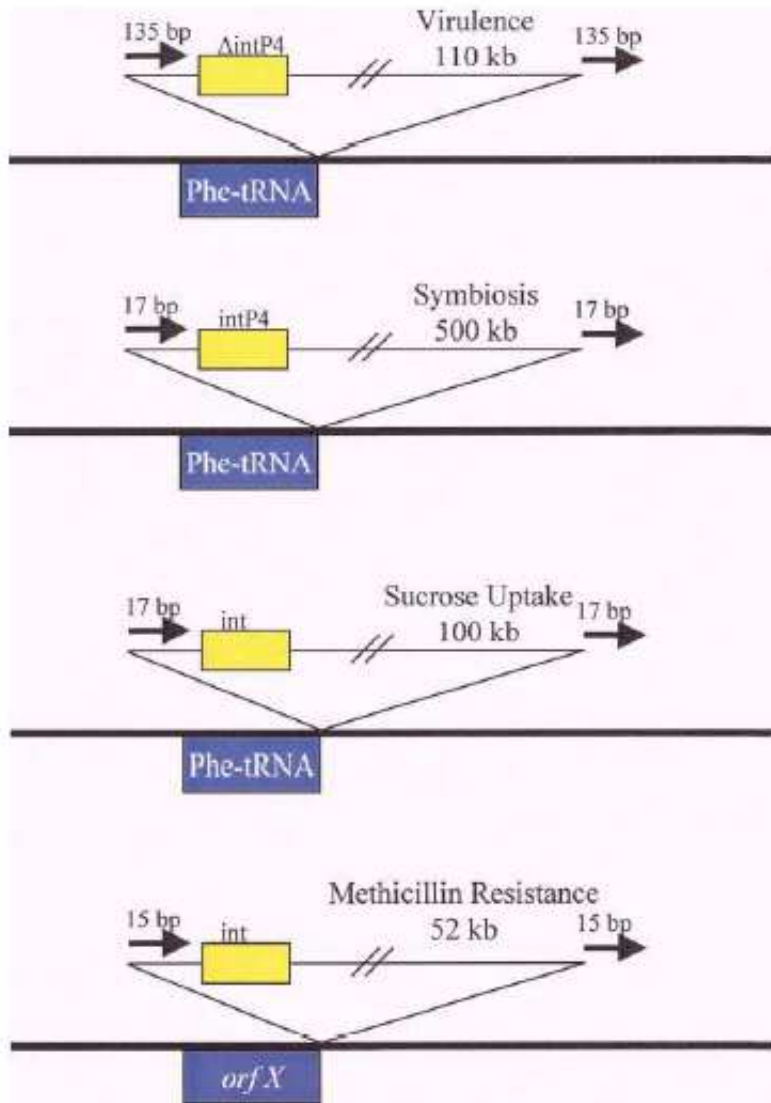 135 bp
ΔintP4
Virulence
110 kb
135 bp
Phe-tRNA
17 bp
intP4
Symbiosis
500 kb
17 bp
Phe-tRNA
17 bp
int
Sucrose Uptake
100 kb
17 bp
Phe-tRNA
15 bp
int
Methicillin Resistance
52 kb
15 bp
orf X